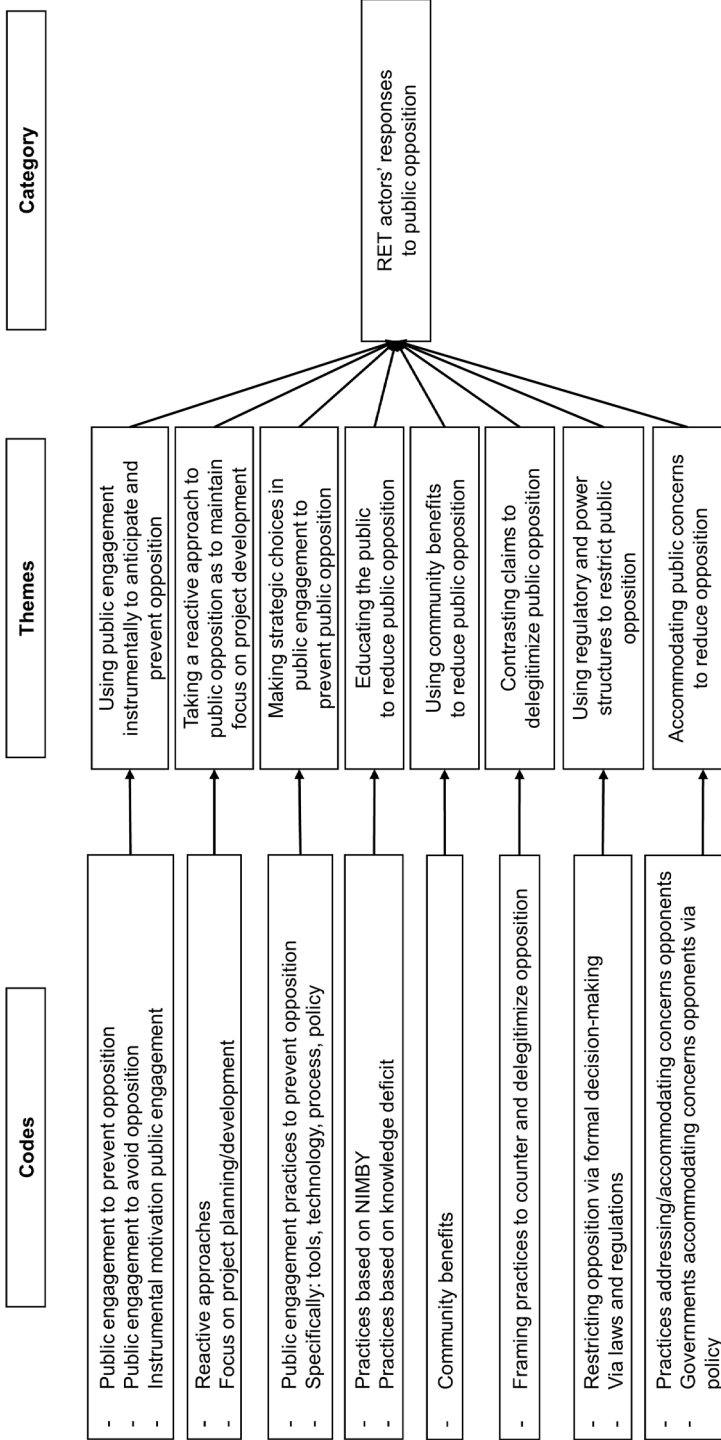 Codes
- Public engagement to prevent opposition
- Public engagement to avoid opposition
- Instrumental motivation public engagement
- Reactive approaches
- Focus on project planning/development
- Public engagement practices to prevent opposition
- Specifically: tools, technology, process, policy
- Practices based on NIMBY
- Practices based on knowledge deficit
- Community benefits
- Framing practices to counter and delegitimize opposition
- Restricting opposition via formal decision-making
- Via laws and regulations
- Practices addressing/accommodating concerns opponents
- Governments accommodating concerns opponents via
policy
Themes
Using public engagement
instrumentally to anticipate and
prevent opposition
Taking a reactive approach to
public opposition as to maintain
focus on project development
Making strategic choices in
public engagement to
prevent public opposition
Educating the public
to reduce public opposition
Using community benefits
to reduce public opposition
Contrasting claims to
delegitimize public opposition
Using regulatory and power
structures to restrict public
opposition
Accommodating public concerns
to reduce opposition
Category
RET actors’ responses
to public opposition